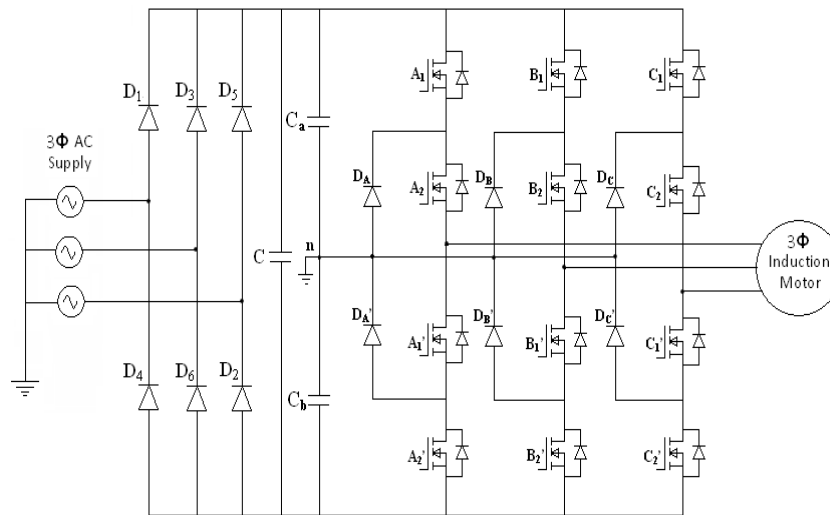 D1
D3
D5
3Φ AC
Supply
D4
D6
D2
C
Ca
Cb
n
DA
DB
DC
DA'
DB'
DC'
A1
B1
C1
A2
B2
C2
A1'
B1'
C1'
A2'
B2'
C2'
3Φ
Induction
Motor